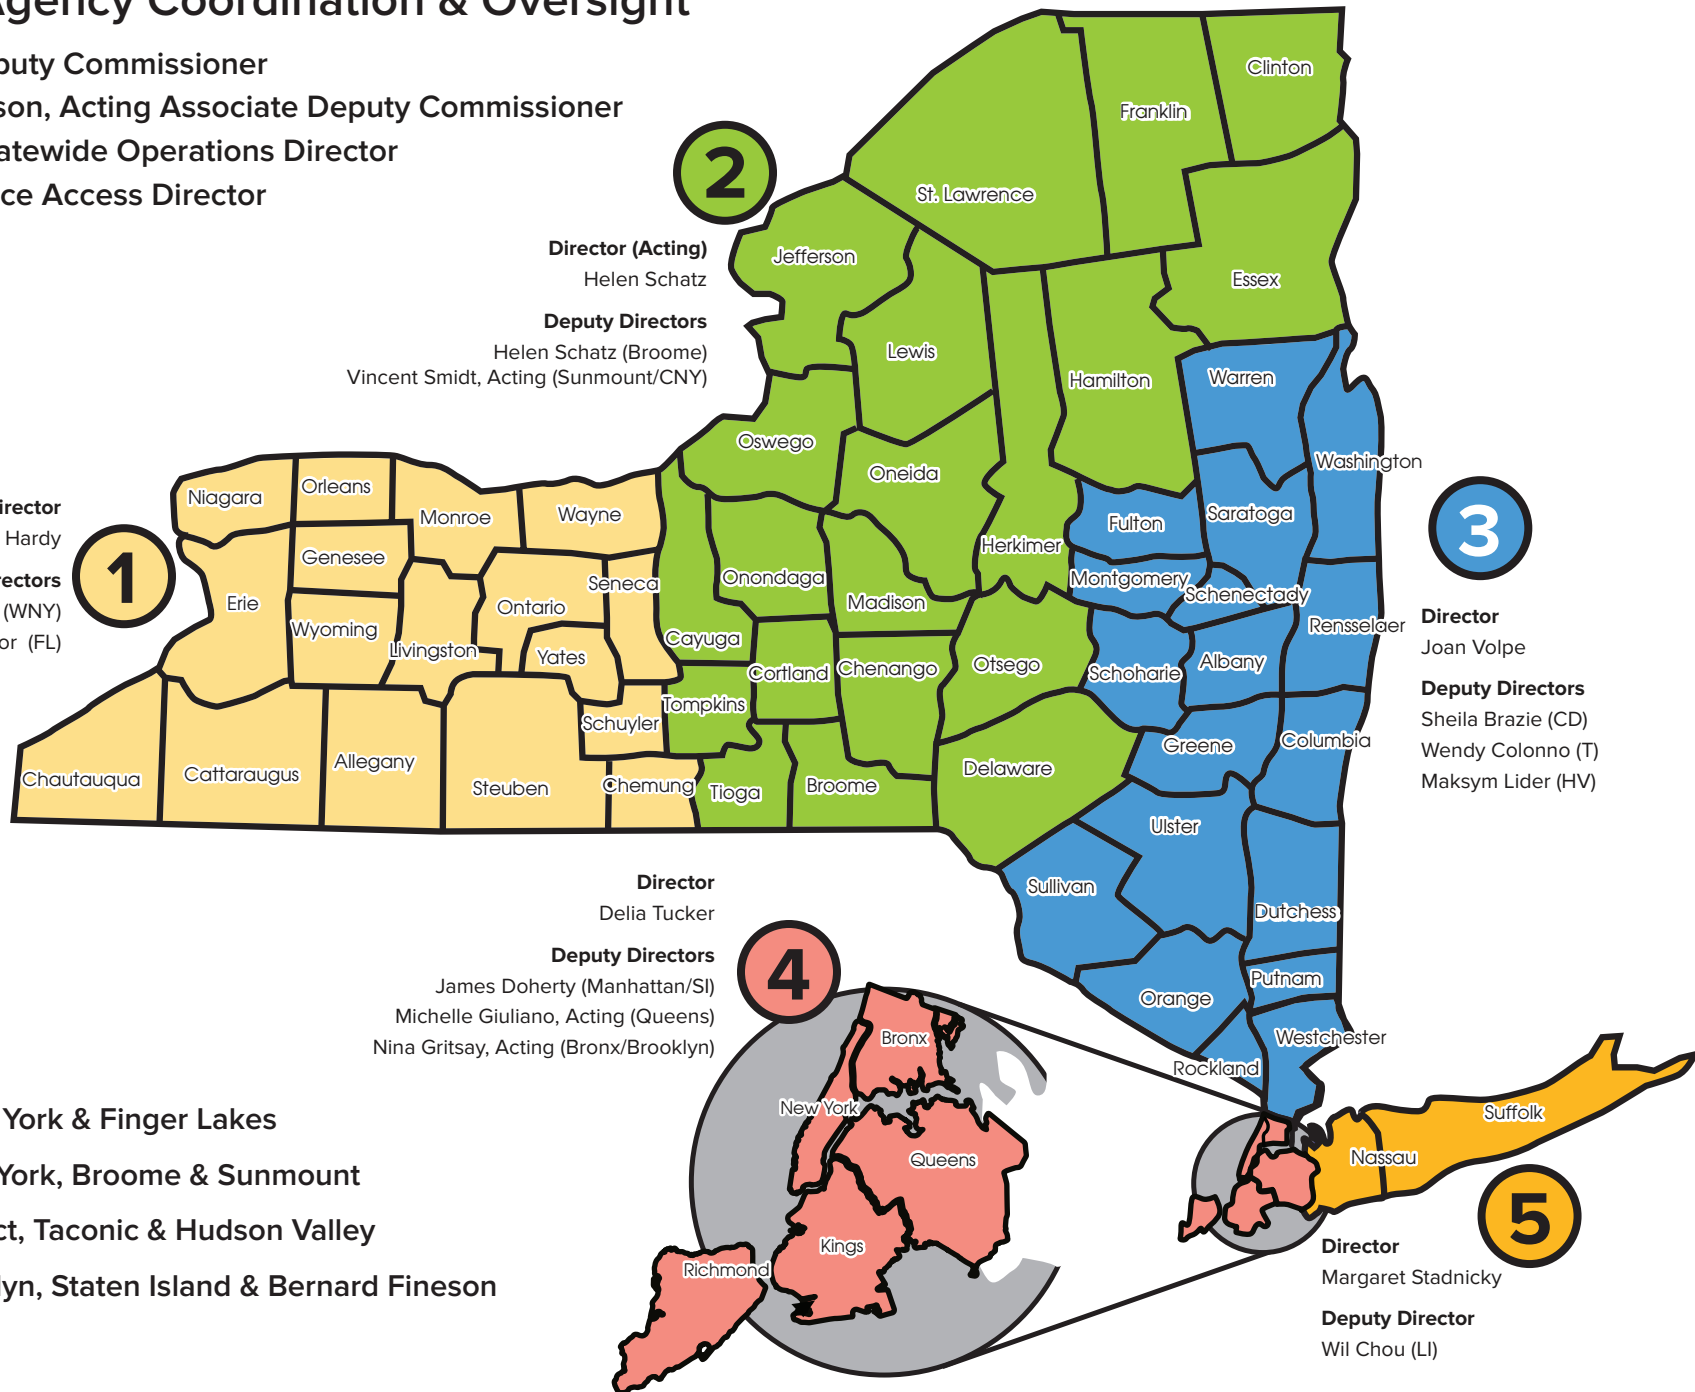 Agency Coordination & Oversight
puty Commissioner
son, Acting Associate Deputy Commissioner
atewide Operations Director
ce Access Director
2
Director (Acting)
Helen Schatz
Deputy Directors
Helen Schatz (Broome)
Vincent Smidt, Acting (Sunmount/CNY)
Clinton
Franklin
St. Lawrence
Jefferson
Essex
Lewis
Hamilton
Warren
Oswego
Oneida
Washington
Herkimer
Fulton
Saratoga
Montgomery
Schenectady
Onondaga
Madison
Cayuga
Cortland
Chenango
Otsego
Schoharie
Albany
Rensselaer
Tompkins
Greene
Columbia
Delaware
Tioga
Broome
Ulster
Sullivan
Dutchess
Putnam
Orange
Westchester
Rockland
irector
Hardy
rectors
(WNY)
or (FL)
1
Niagara
Orleans
Monroe
Wayne
Genesee
Seneca
Erie
Ontario
Wyoming
Livingston
Yates
Schuyler
Chautauqua
Cattaraugus
Allegany
Steuben
Chemung
3
Director
Joan Volpe
Deputy Directors
Sheila Brazie (CD)
Wendy Colonno (T)
Maksym Lider (HV)
Director
Delia Tucker
Deputy Directors
James Doherty (Manhattan/SI)
Michelle Giuliano, Acting (Queens)
Nina Gritsay, Acting (Bronx/Brooklyn)
4
Bronx
New York
Queens
Kings
Richmond
Suffolk
Nassau
5
Director
Margaret Stadnicky
Deputy Director
Wil Chou (LI)
York & Finger Lakes
York, Broome & Sunmount
ct, Taconic & Hudson Valley
lyn, Staten Island & Bernard Fineson